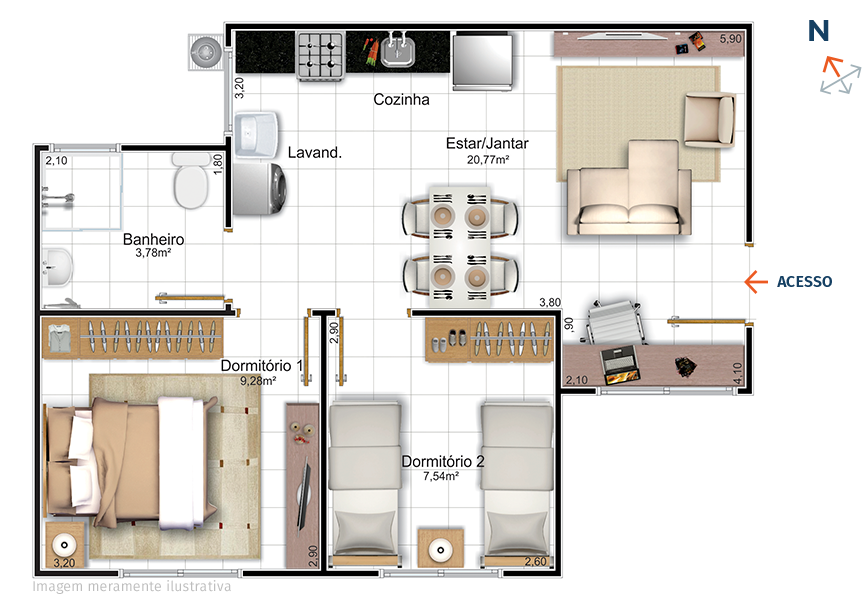 N
5,90
3,20
Cozinha
Estar/Jantar
20,77m²
Lavand.
2,10
1,80
Banheiro
3,78m²
ACESSO
3,80
,90
2,90
Dormitório 1
9,28m²
2,10
4,10
Dormitório 2
7,54m²
3,20
2,90
2,60
Imagem meramente ilustrativa